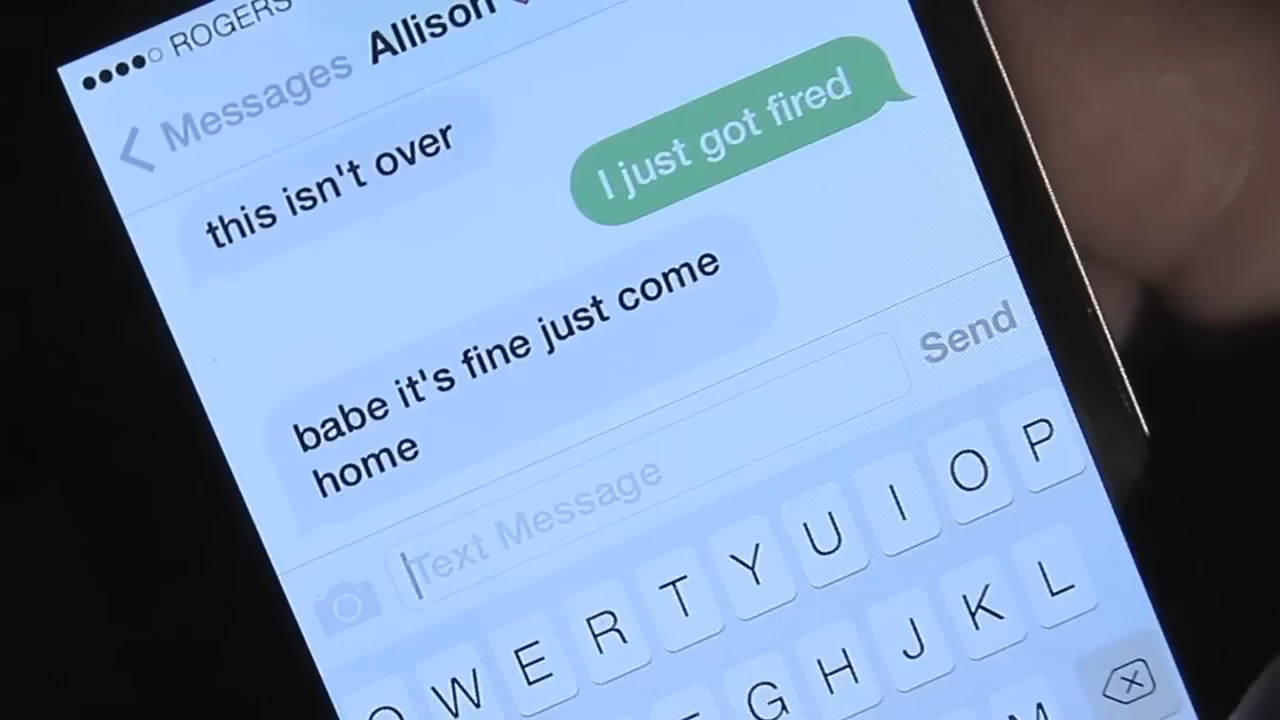 ROGERS
Messages
Allison
this isn't over
I just got fired
babe it's fine just come
home
Text Message
Send
W E R T Y U I O P
G H J K L
M